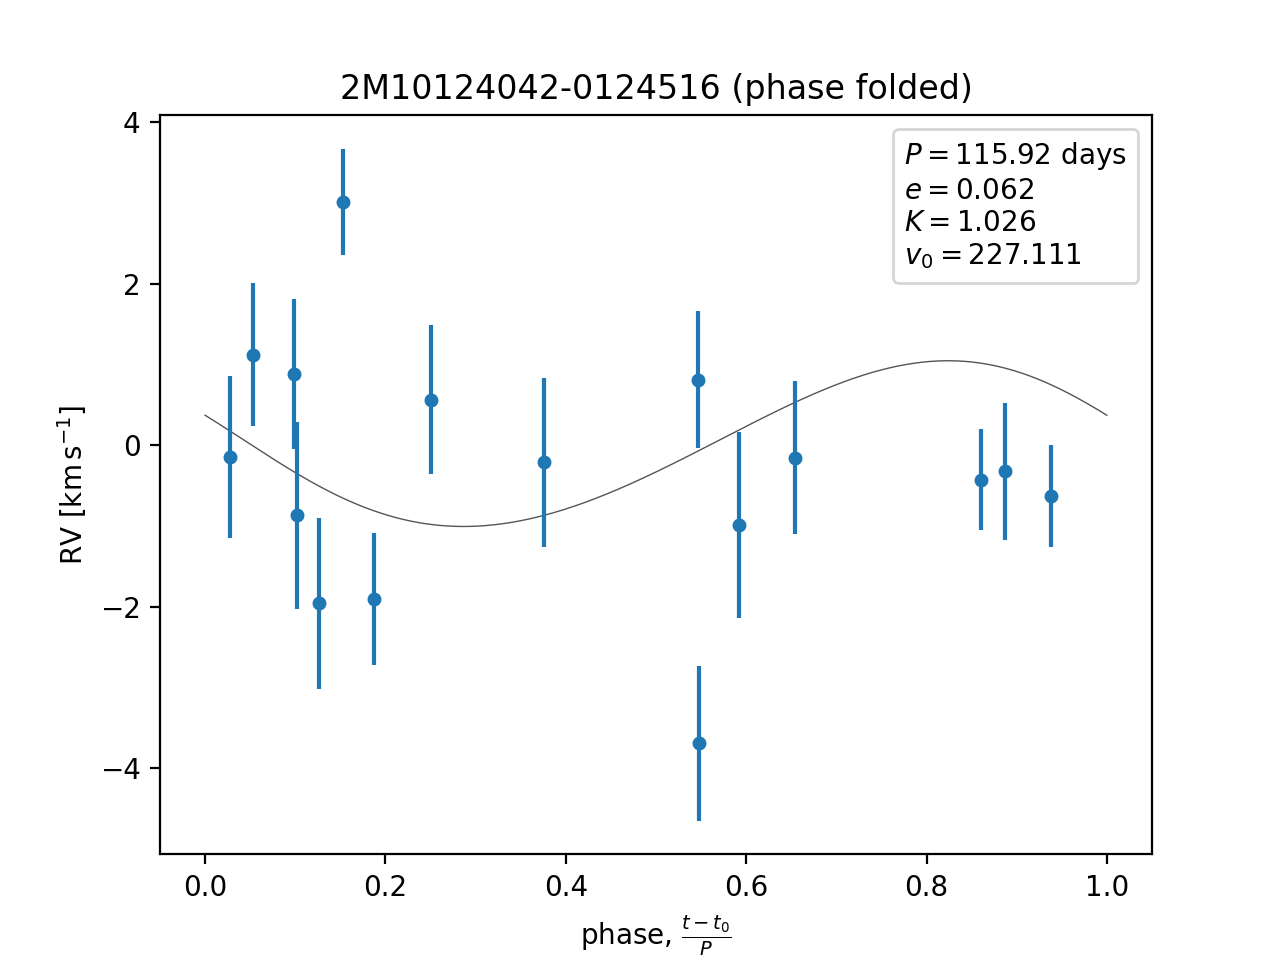 2M10124042-0124516 (phase folded)
P = 115.92 days
e = 0.062
K = 1.026
v₀ = 227.111
RV [km s⁻¹]
4
2
0
−2
−4
0.0 0.2 0.4 0.6 0.8 1.0
phase, (t − t₀)/P